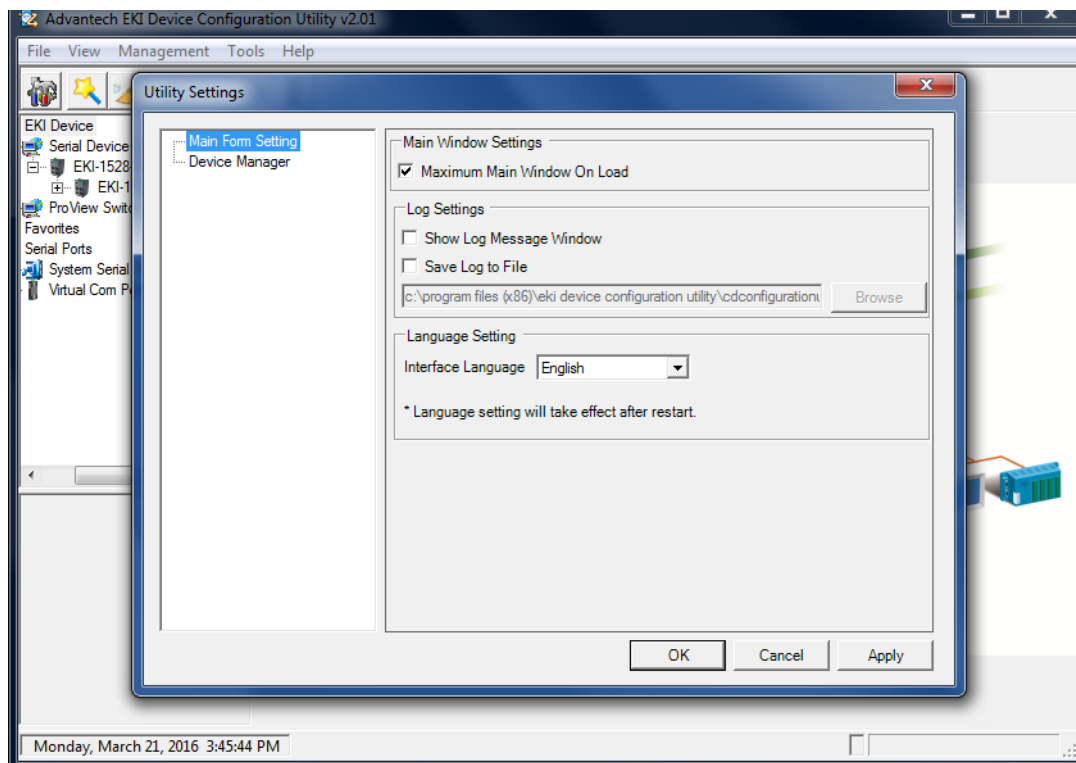 Advantech EKI Device Configuration Utility v2.01
File View Management Tools Help
Utility Settings
EKI Device
Serial Device
EKI-1528
EKI-1
ProView Swit
Favorites
Serial Ports
System Serial
Virtual Com P
Main Form Setting
Device Manager
Main Window Settings
Maximum Main Window On Load
Log Settings
Show Log Message Window
Save Log to File
c:\program files (x86)\eki device configuration utility\cdconfiguration
Browse
Language Setting
Interface Language English
* Language setting will take effect after restart.
OK Cancel Apply
Monday, March 21, 2016 3:45:44 PM